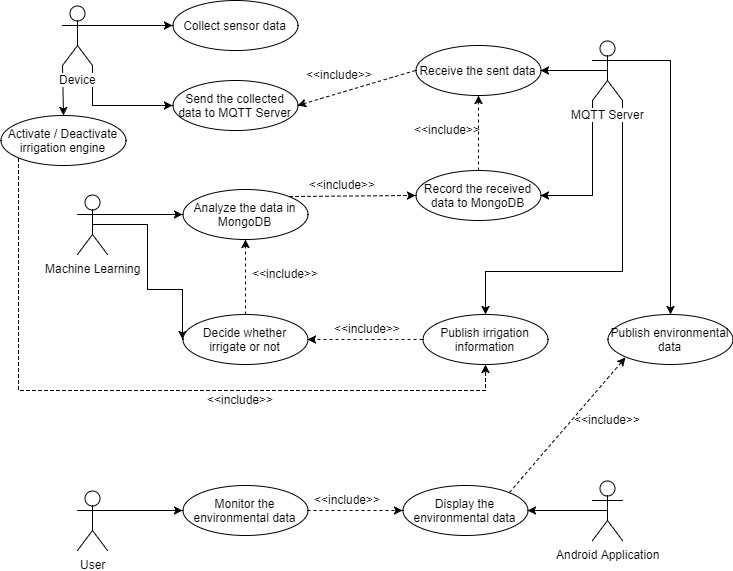 Collect sensor data
Device
<<include>>
Receive the sent data
Send the collected
data to MQTT Server
MQTT Server
Activate / Deactivate
irrigation engine
<<include>>
<<include>>
Record the received
data to MongoDB
Analyze the data in
MongoDB
Machine Learning
<<include>>
Decide whether
irrigate or not
<<include>>
Publish irrigation
information
Publish environmental
data
<<include>>
<<include>>
Monitor the
environmental data
<<include>>
Display the
environmental data
User
Android Application